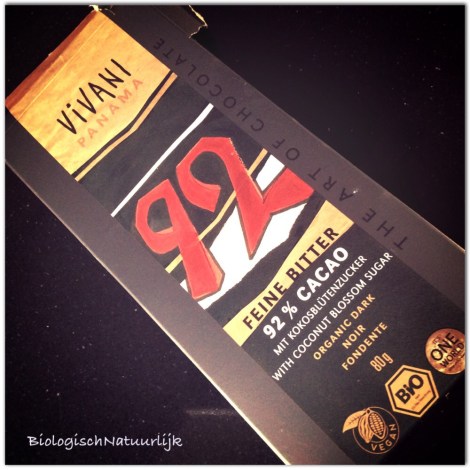 ViVANI
PANAMA
THE ART OF CHOCOLATE
92
FEINE BITTER
92 % CACAO
MIT KOKOSBLÜTENZUCKER
WITH COCONUT BLOSSOM SUGAR
ORGANIC DARK
NOIR
FONDENTE
80g
VEGAN
BIO
ONE
WORLD
BiologischNatuurlijk